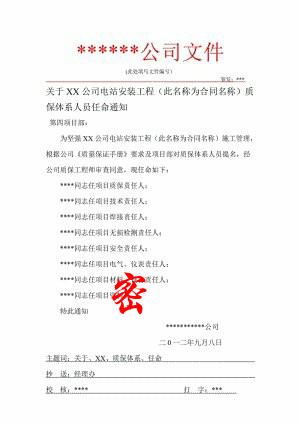 ******公司文件
(此处填写文件编号)
签发：***
关于XX公司电站安装工程（此名称为合同名称）质
保体系人员任命通知
第四项目部：
为坚强XX公司电站安装工程（此名称为合同名称）施工管理，
根据公司《质量保证手册》要求及项目部对质保体系人员提名，经
公司质保工程师审查同意，现任命如下：
****同志任项目质保责任人；
****同志任项目技术责任人；
****同志任项目焊接责任人；
****同志任项目无损检测责任人；
****同志任项目安全责任人；
****同志任项目电气、仪表责任人；
****同志任项目材料、责任人；
****同志任项目责任人；
密
特此通知
***********公司
二0一二年九月八日
主题词：关于、XX、质保体系、任命
抄 送：经理办
校 核：**** 打 字：***